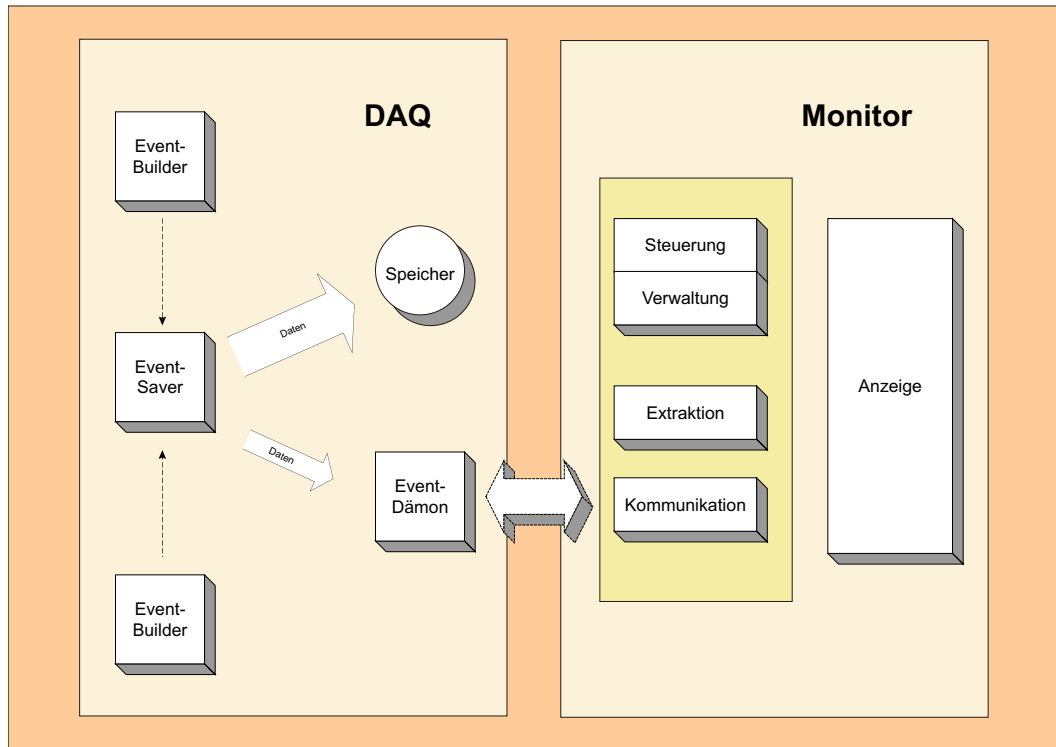 DAQ
Event-
Builder
Speicher
Daten
Event-
Saver
Daten
Event-
Dämon
Event-
Builder
Monitor
Steuerung
Verwaltung
Extraktion
Kommunikation
Anzeige